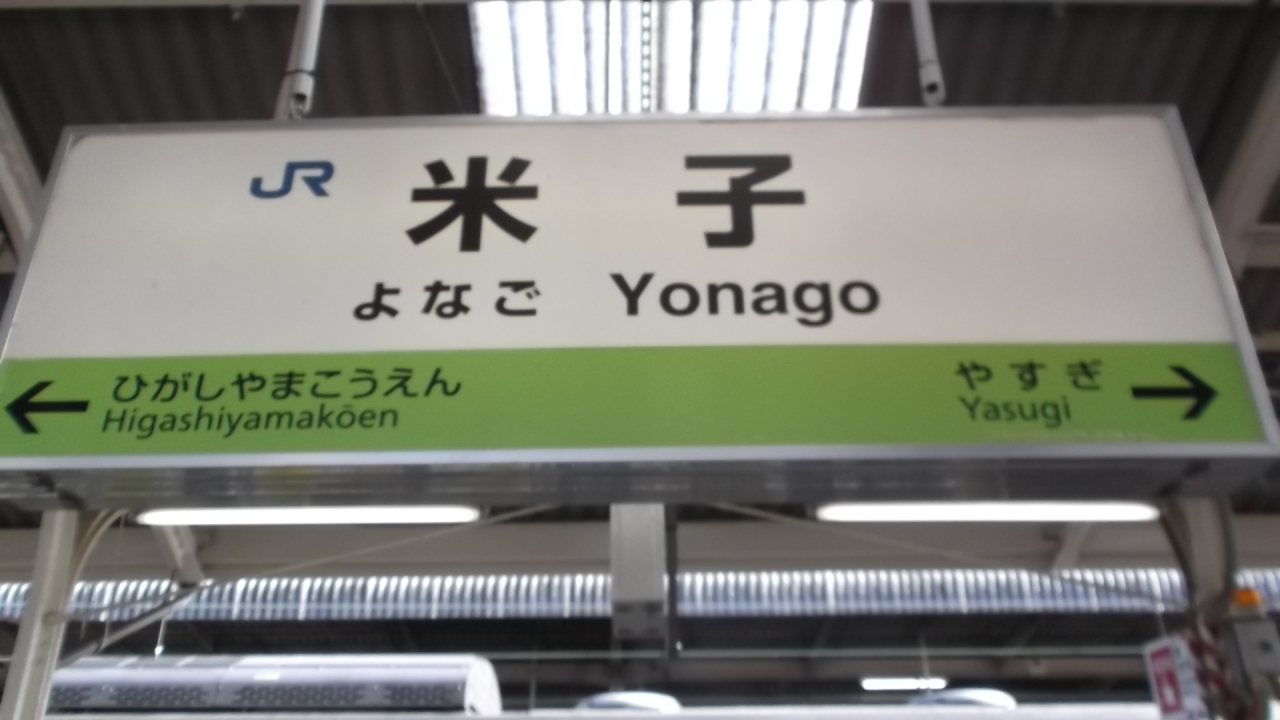 JR 米子
よなご Yonago
← ひがしやまこうえん
Higashiyamakōen
やすぎ →
Yasugi